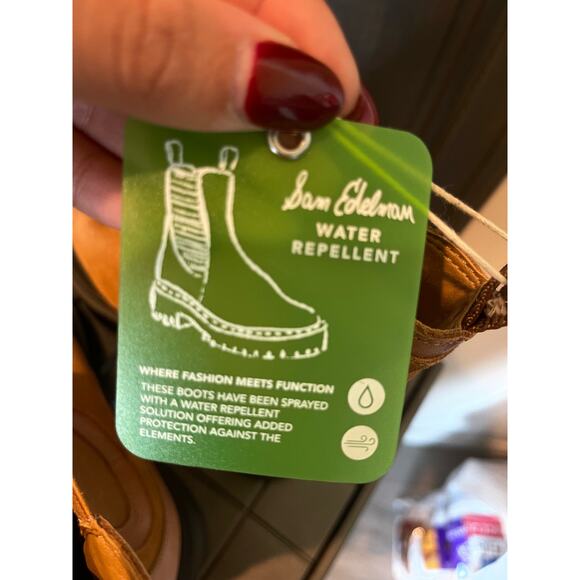 Sam Edelman
WATER
REPELLENT
WHERE FASHION MEETS FUNCTION
THESE BOOTS HAVE BEEN SPRAYED
WITH A WATER REPELLENT
SOLUTION OFFERING ADDED
PROTECTION AGAINST THE
ELEMENTS.